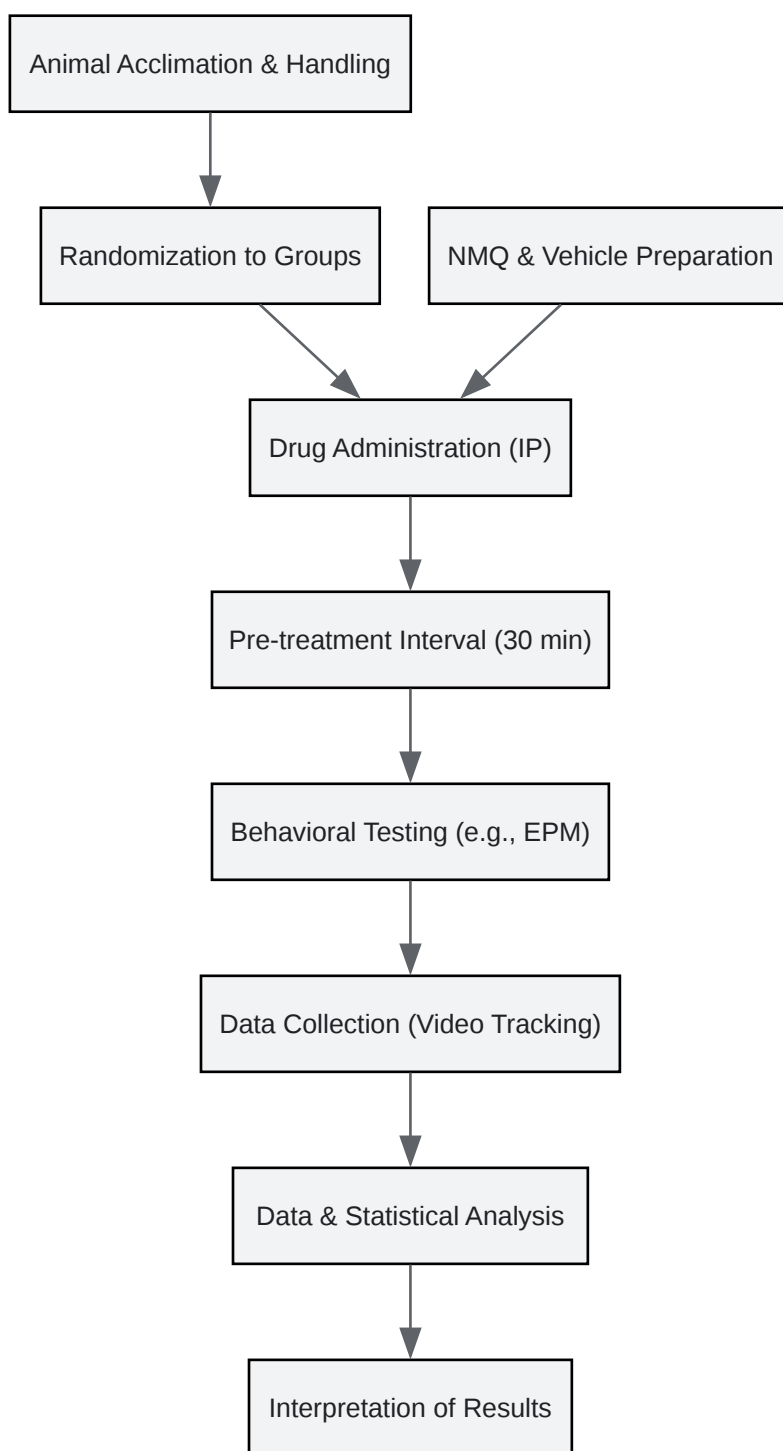 Animal Acclimation & Handling
Randomization to Groups
NMQ & Vehicle Preparation
Drug Administration (IP)
Pre-treatment Interval (30 min)
Behavioral Testing (e.g., EPM)
Data Collection (Video Tracking)
Data & Statistical Analysis
Interpretation of Results